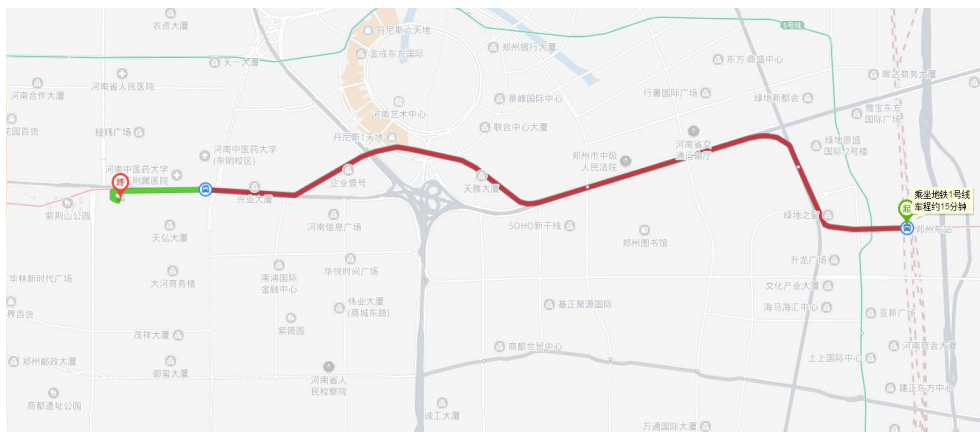 农资大厦
丹尼斯六天地
5号线
金成东方国际
郑州银行大厦
天一大厦
东方鼎盛中心
河南省人民医院
河南合作大厦
晖达商务大厦
景峰国际中心
行署国际广场
绿地新都会
河南艺术中心
雅宝东方
国际广场
花园百货
经纬广场
联合中心大厦
丹尼斯1天地
河南省交
通运输厅
绿地原盛
国际2号楼
河南中医药大学
(东明校区)
郑州市中级
人民法院
河南中医药大学
附属医院
企业壹号
终
天雅大厦
兴业大厦
乘坐地铁1号线
车程约15分钟
起
紫荆山公园
绿地之窗
河南信息广场
SOHO新干线
郑州东站
天弘大厦
郑州图书馆
南浦国际
金融中心
华悦时间广场
升龙广场
华林新时代广场
大河商务楼
文化产业大厦
伟业大厦
(商城东路)
基正聚源国际
海马海汇中心
亚新广场
界百货
紫薇园
茂祥大厦
商都世贸中心
河南商会大厦
郑州邮政大厦
御玺大厦
上上国际中心
河南省人
民检察院
建正东方中心
商都遗址公园
诚工大厦
万通国际大厦